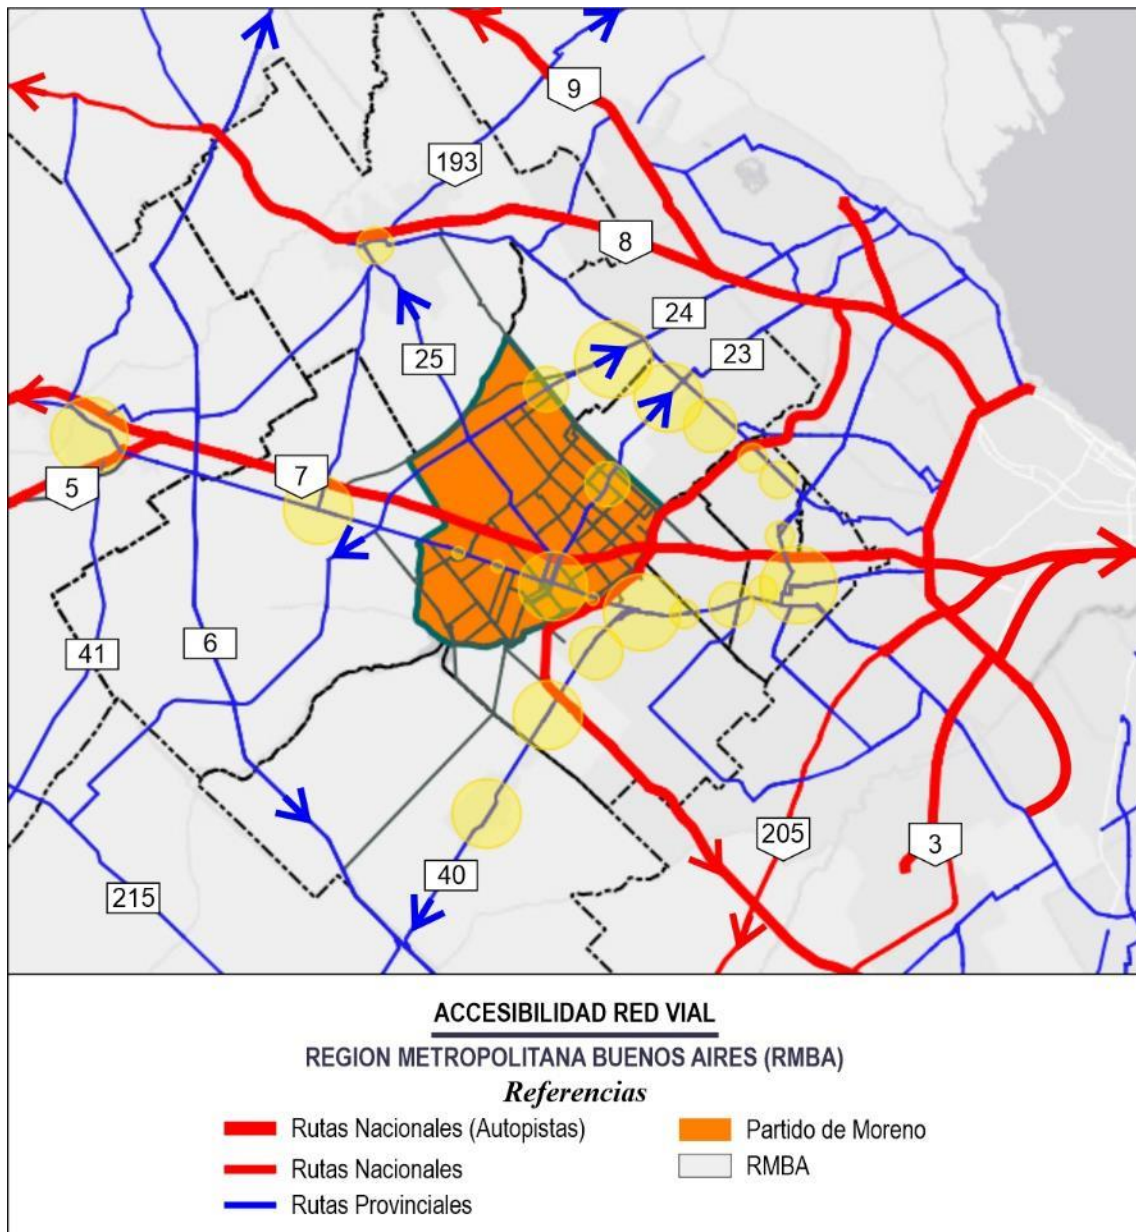 9
193
8
24
23
25
7
5
6
41
205
3
40
215
ACCESIBILIDAD RED VIAL
REGION METROPOLITANA BUENOS AIRES (RMBA)
Referencias
Rutas Nacionales (Autopistas)
Partido de Moreno
Rutas Nacionales
RMBA
Rutas Provinciales